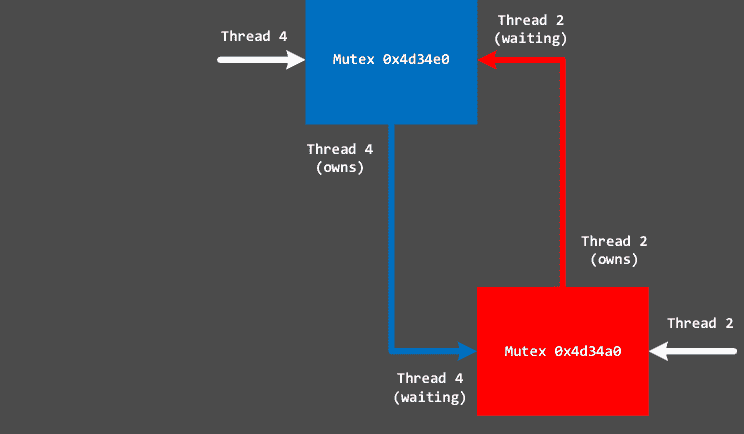 Thread 4
Mutex 0x4d34e0
Thread 2
(waiting)
Thread 4
(owns)
Thread 2
(owns)
Mutex 0x4d34a0
Thread 2
Thread 4
(waiting)